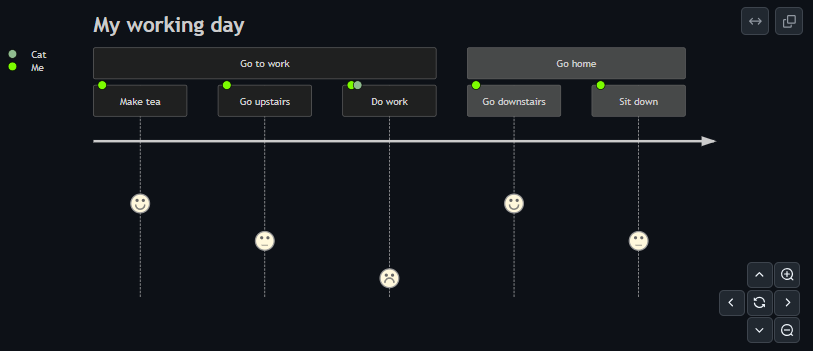 My working day
Cat
Me
Go to work
Go home
Make tea
Go upstairs
Do work
Go downstairs
Sit down